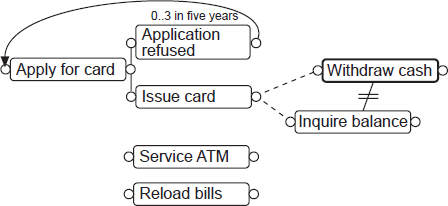 0..3 in five years
Application
refused
Apply for card
Withdraw cash
Issue card
Inquire balance
Service ATM
Reload bills